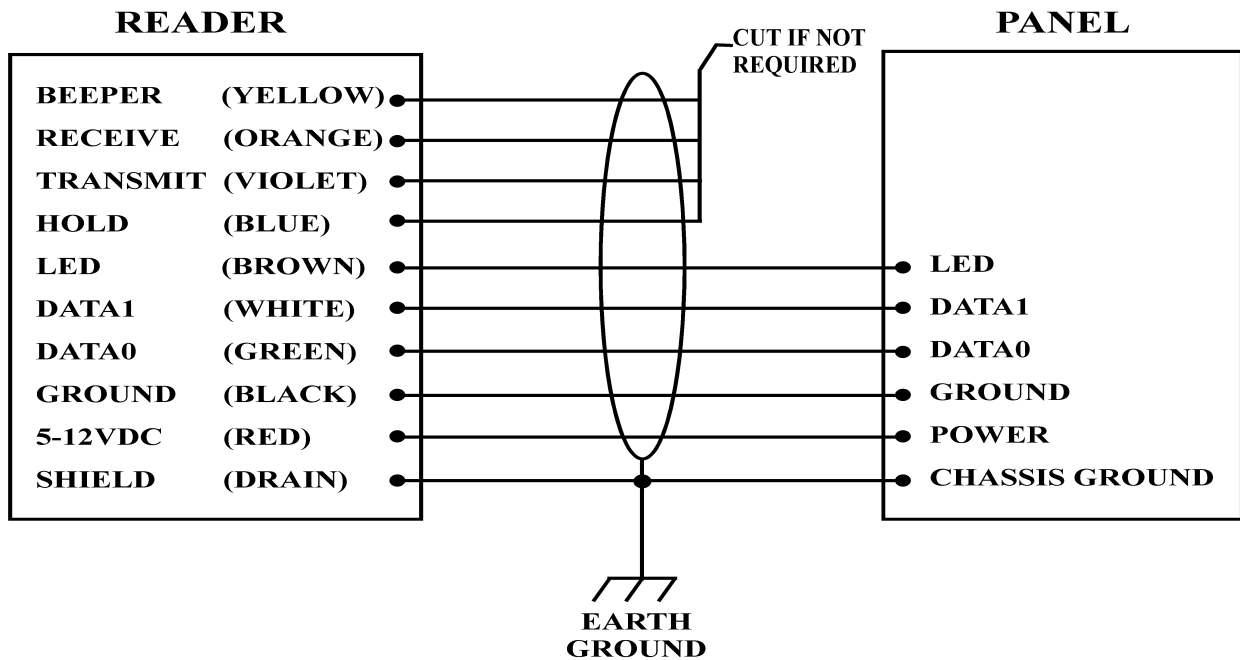 READER
PANEL
CUT IF NOT
REQUIRED
BEEPER (YELLOW)
RECEIVE (ORANGE)
TRANSMIT (VIOLET)
HOLD (BLUE)
LED (BROWN)
DATA1 (WHITE)
DATA0 (GREEN)
GROUND (BLACK)
5-12VDC (RED)
SHIELD (DRAIN)
LED
DATA1
DATA0
GROUND
POWER
CHASSIS GROUND
EARTH
GROUND